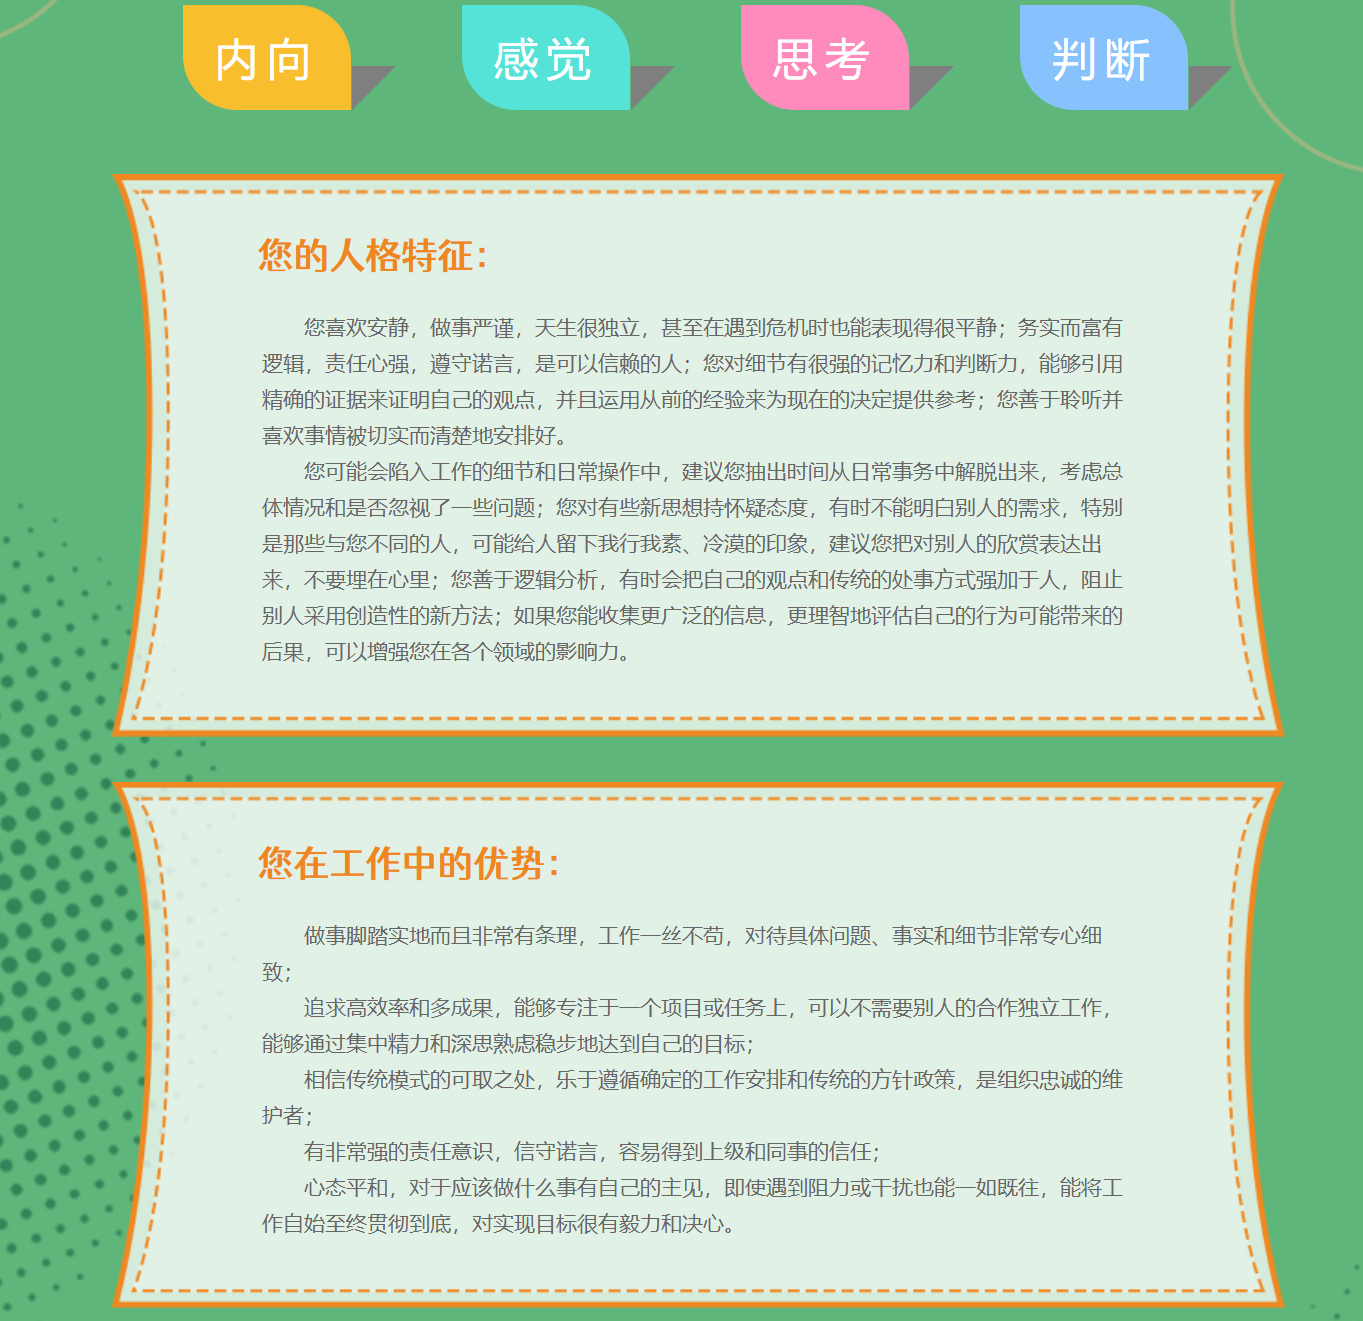 内向 感觉 思考 判断
您的人格特征：
您喜欢安静，做事严谨，天生很独立，甚至在遇到危机时也能表现得很平静；务实而富有
逻辑，责任心强，遵守诺言，是可以信赖的人；您对细节有很强的记忆力和判断力，能够引用
精确的证据来证明自己的观点，并且运用从前的经验来为现在的决定提供参考；您善于聆听并
喜欢事情被切实而清楚地安排好。
您可能会陷入工作的细节和日常操作中，建议您抽出时间从日常事务中解脱出来，考虑总
体情况和是否忽视了一些问题；您对有些新思想持怀疑态度，有时不能明白别人的需求，特别
是那些与您不同的人，可能给人留下我行我素、冷漠的印象，建议您把对别人的欣赏表达出
来，不要埋在心里；您善于逻辑分析，有时会把自己的观点和传统的处事方式强加于人，阻止
别人采用创造性的新方法；如果您能收集更广泛的信息，更理智地评估自己的行为可能带来的
后果，可以增强您在各个领域的影响力。
您在工作中的优势：
做事脚踏实地而且非常有条理，工作一丝不苟，对待具体问题、事实和细节非常专心细
致；
追求高效率和多成果，能够专注于一个项目或任务上，可以不需要别人的合作独立工作，
能够通过集中精力和深思熟虑稳步地达到自己的目标；
相信传统模式的可取之处，乐于遵循确定的工作安排和传统的方针政策，是组织忠诚的维
护者；
有非常强的责任意识，信守诺言，容易得到上级和同事的信任；
心态平和，对于应该做什么事有自己的主见，即使遇到阻力或干扰也能一如既往，能将工
作自始至终贯彻到底，对实现目标很有毅力和决心。